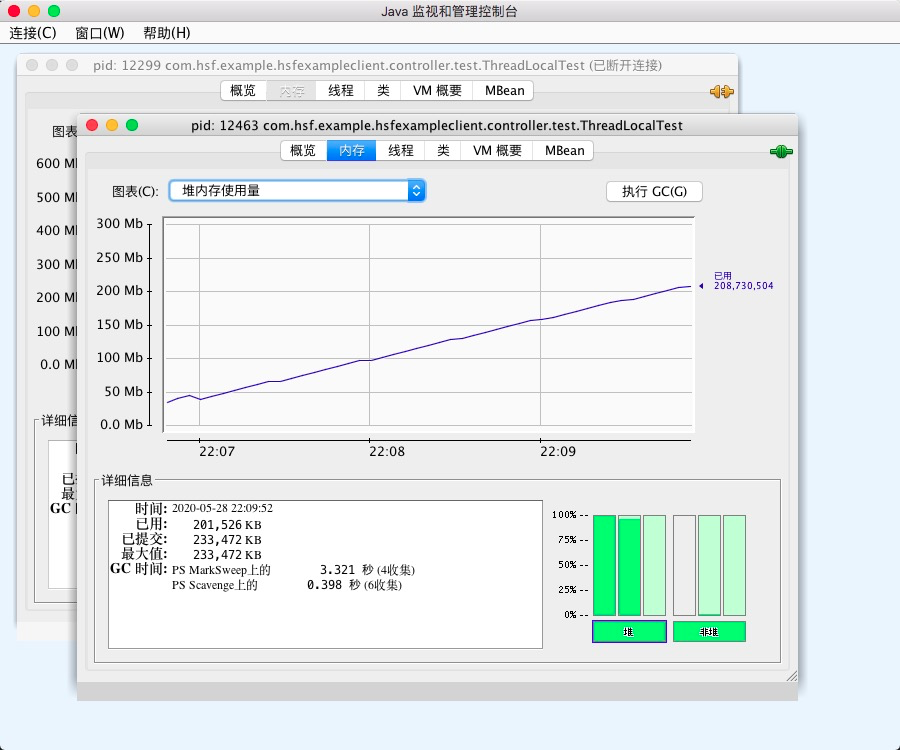 Java 监视和管理控制台
连接(C) 窗口(W) 帮助(H)
pid: 12299 com.hsf.example.hsfexampleclient.controller.test.ThreadLocalTest (已断开连接)
概览 内存 线程 类 VM 概要 MBean
图表
600 M
500 M
400 M
300 M
200 M
100 M
0.0 M
详细信
GC
pid: 12463 com.hsf.example.hsfexampleclient.controller.test.ThreadLocalTest
概览 内存 线程 类 VM 概要 MBean
图表(C): 堆内存使用量 执行 GC(G)
300 Mb
250 Mb
200 Mb
150 Mb
100 Mb
50 Mb
0.0 Mb
已用
208,730,504
22:07 22:08 22:09
详细信息
时间: 2020-05-28 22:09:52
已用: 201,526 KB
已提交: 233,472 KB
最大值: 233,472 KB
GC 时间: PS MarkSweep上的 3.321 秒 (4收集)
PS Scavenge上的 0.398 秒 (6收集)
100% --
75% --
50% --
25% --
0% --
堆 非堆